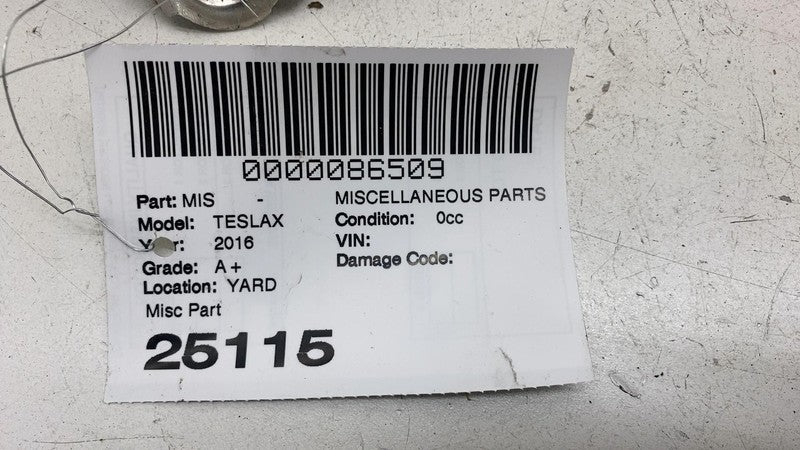 0000086509
Part: MIS - MISCELLANEOUS PARTS
Model: TESLAX Condition: 0cc
Year: 2016 VIN:
Grade: A+ Damage Code:
Location: YARD
Misc Part
25115